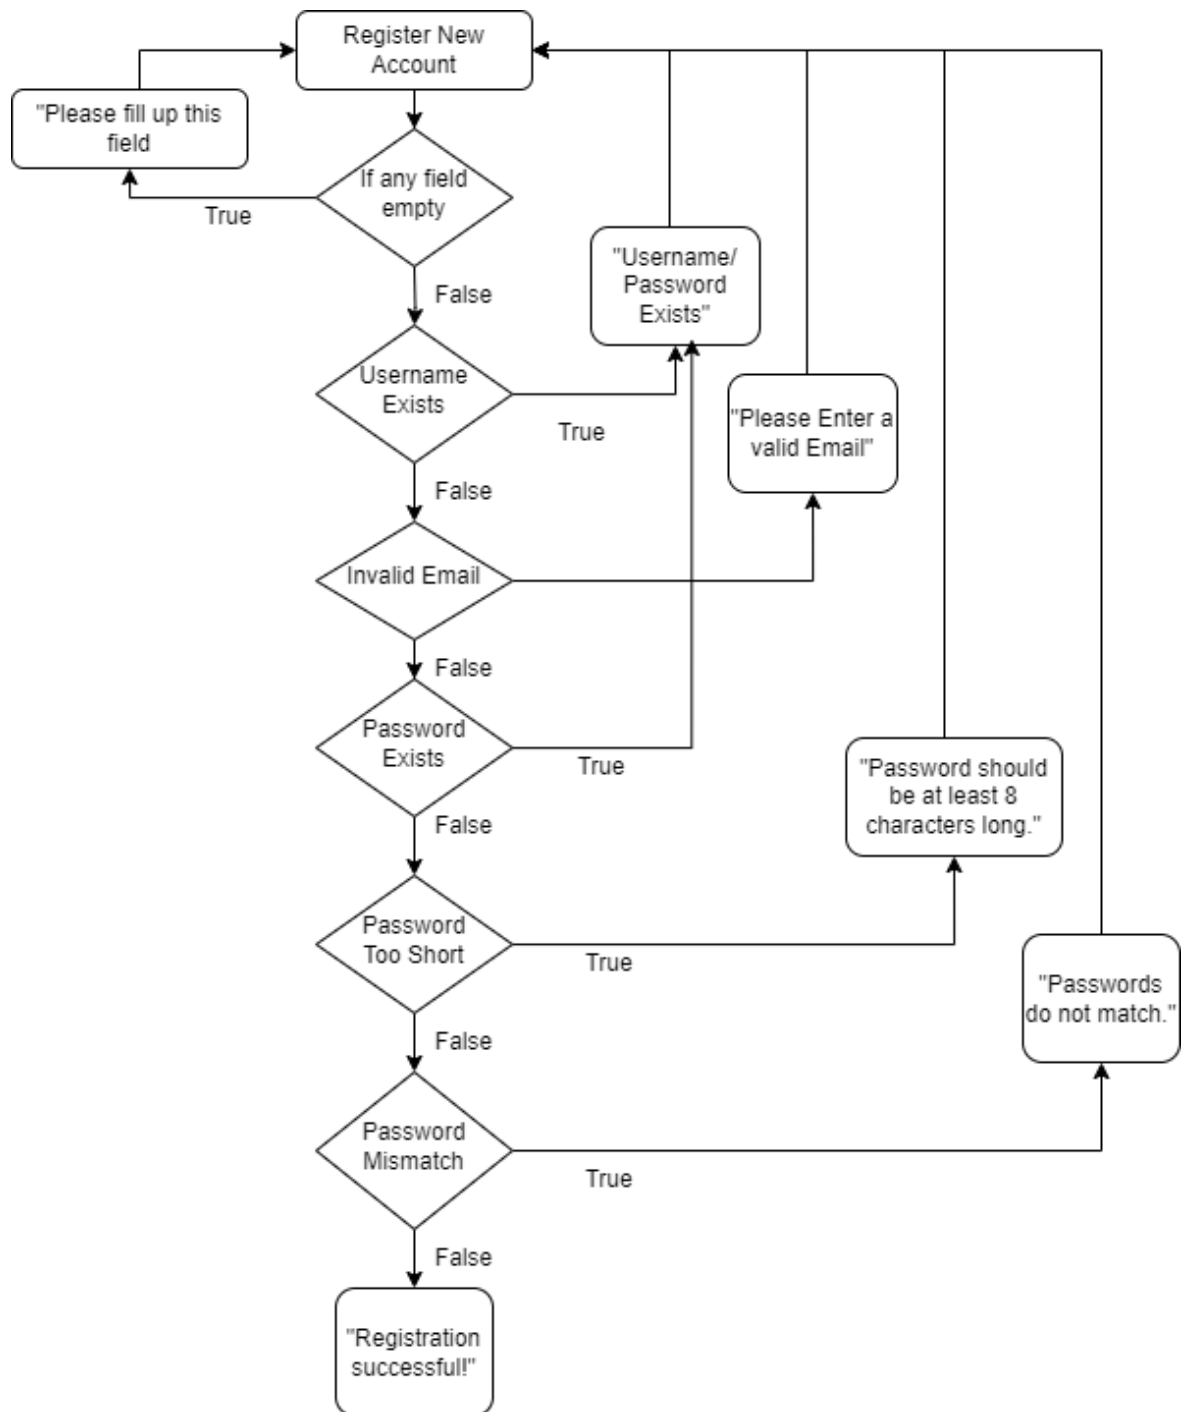 Register New
Account
"Please fill up this
field
If any field
empty
True
"Username/
Password
Exists"
False
Username
Exists
"Please Enter a
valid Email"
True
False
Invalid Email
False
Password
Exists
True
"Password should
be at least 8
characters long."
False
Password
Too Short
True
"Passwords
do not match."
False
Password
Mismatch
True
False
"Registration
successful!"